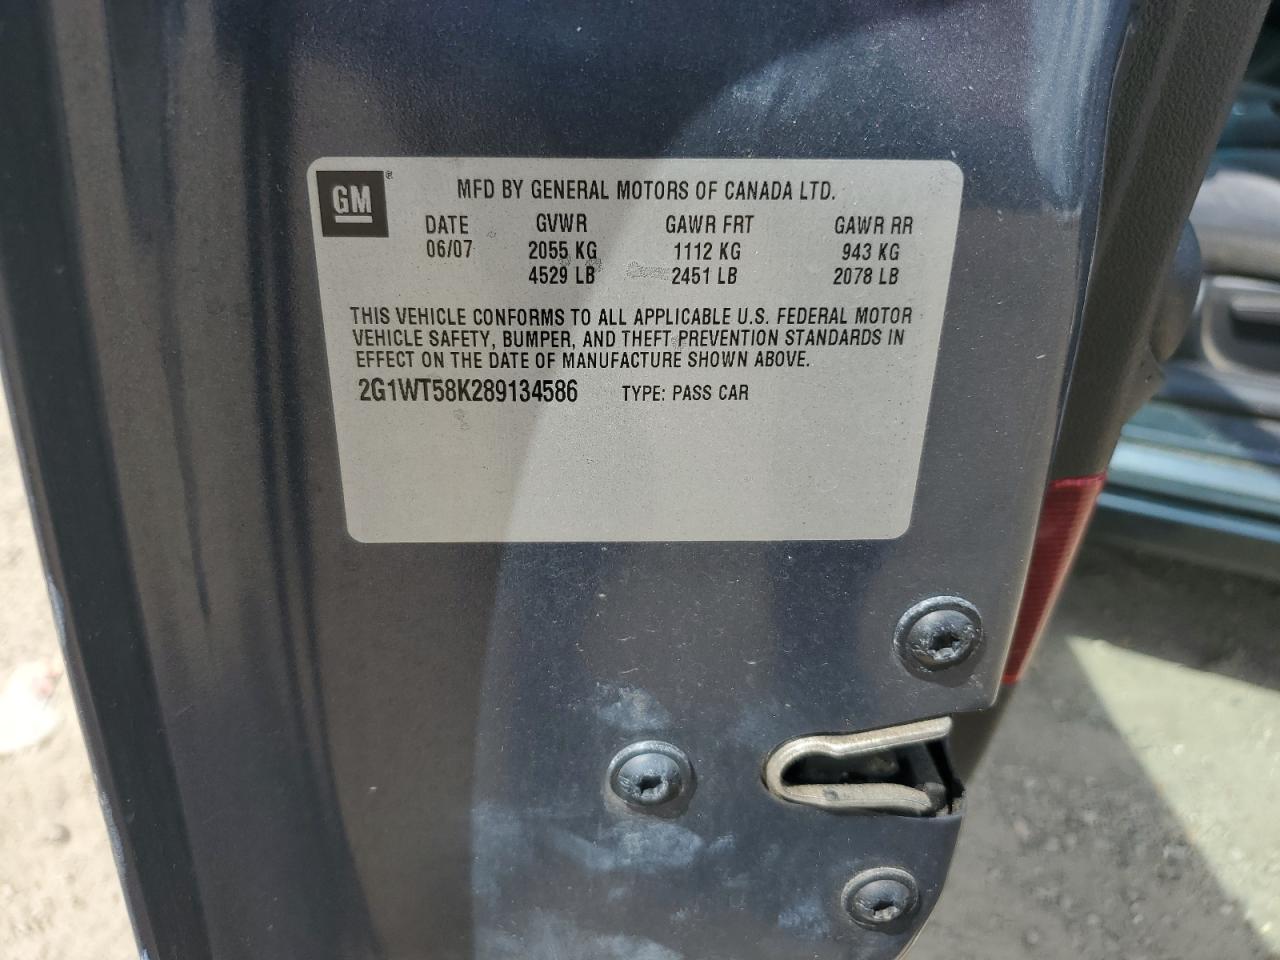 GM®
MFD BY GENERAL MOTORS OF CANADA LTD.
DATE GVWR GAWR FRT GAWR RR
06/07 2055 KG 1112 KG 943 KG
4529 LB 2451 LB 2078 LB
THIS VEHICLE CONFORMS TO ALL APPLICABLE U.S. FEDERAL MOTOR
VEHICLE SAFETY, BUMPER, AND THEFT PREVENTION STANDARDS IN
EFFECT ON THE DATE OF MANUFACTURE SHOWN ABOVE.
2G1WT58K289134586 TYPE: PASS CAR